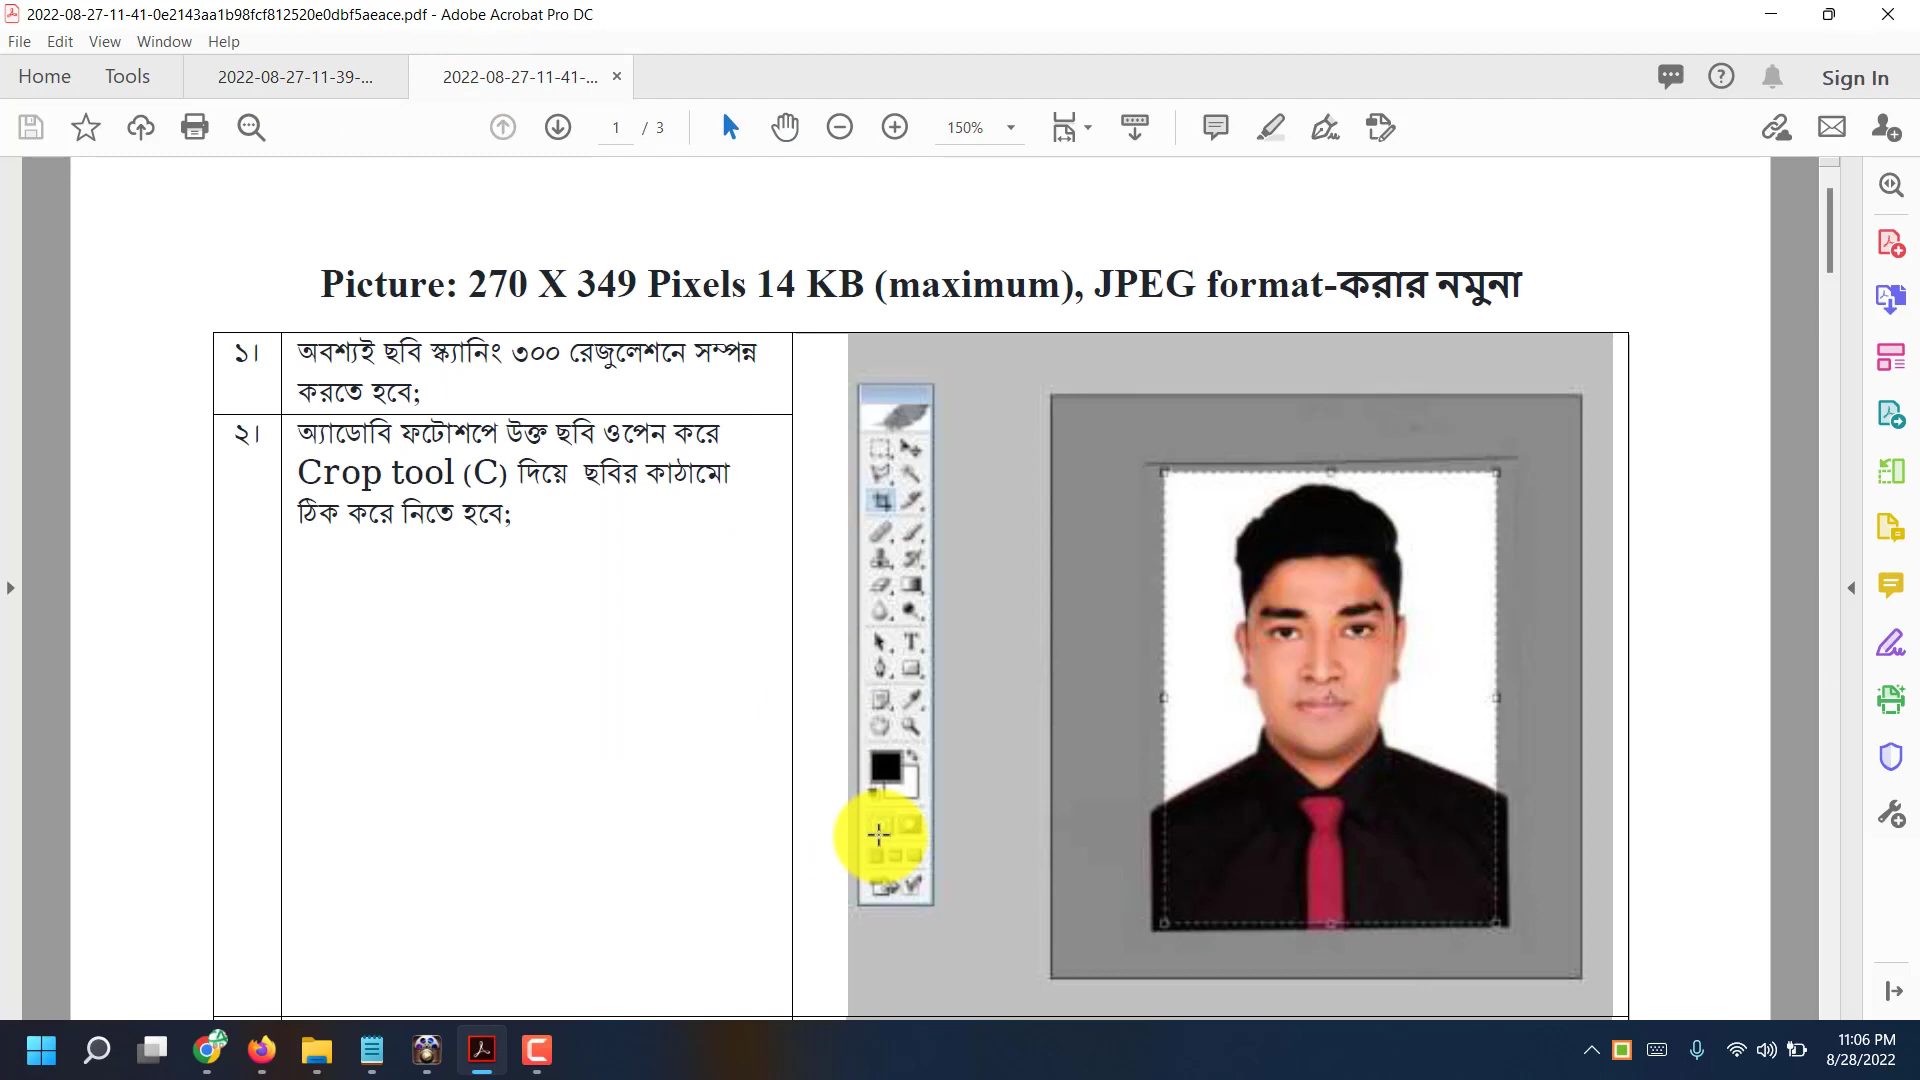 2022-08-27-11-41-0e2143aa1b98fcf812520e0dbf5aeace.pdf - Adobe Acrobat Pro DC
File Edit View Window Help
Home Tools 2022-08-27-11-39-... 2022-08-27-11-41-... × Sign In
1 / 3 150%
Picture: 270 X 349 Pixels 14 KB (maximum), JPEG format-করার নমুনা
১। অবশ্যই ছবি স্ক্যানিং ৩০০ রেজুলেশনে সম্পন্ন
করতে হবে;
২। অ্যাডোবি ফটোশপে উক্ত ছবি ওপেন করে
Crop tool (C) দিয়ে ছবির কাঠামো
ঠিক করে নিতে হবে;
11:06 PM
8/28/2022